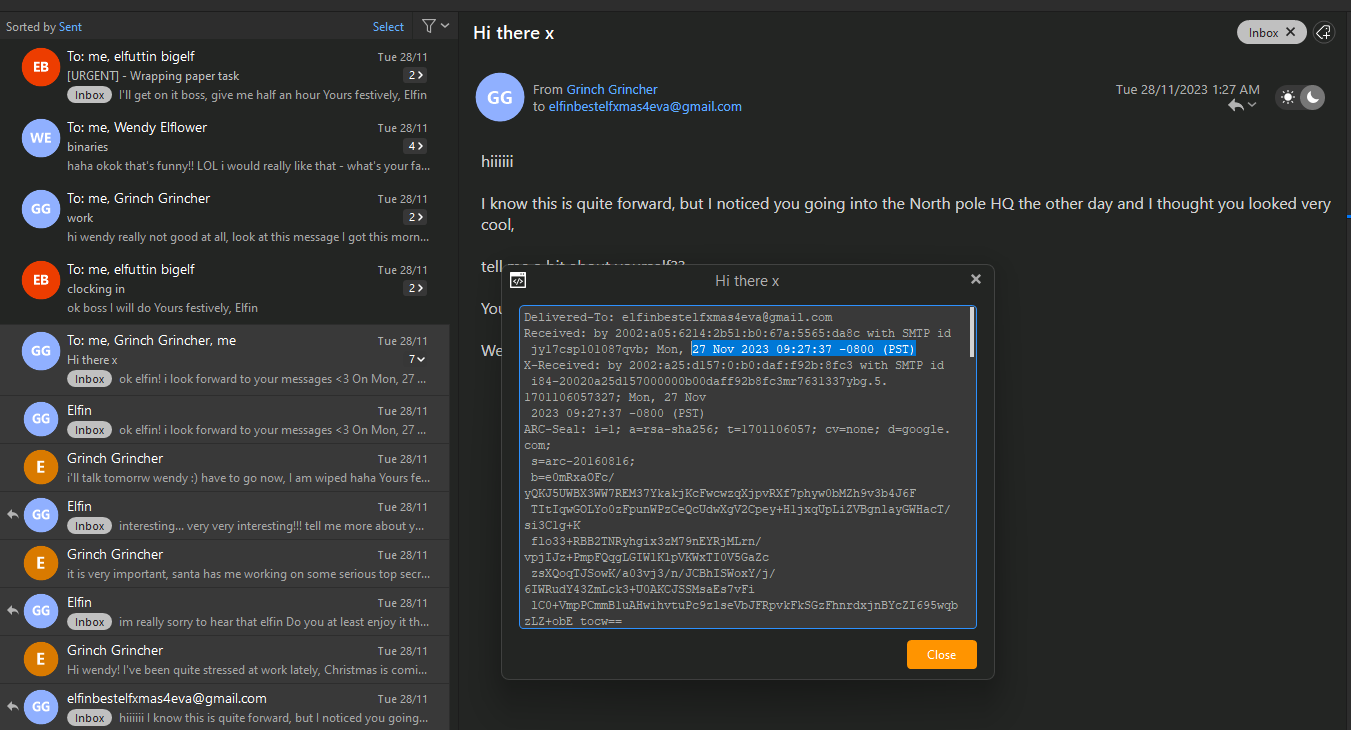 Sorted by Sent
Select
EB
To: me, elfuttin bigelf
Tue 28/11
[URGENT] - Wrapping paper task
2
Inbox
I'll get on it boss, give me half an hour Yours festively, Elfin
WE
To: me, Wendy Elflower
Tue 28/11
binaries
4
haha okok that's funny!! LOL i would really like that - what's your fa...
GG
To: me, Grinch Grincher
Tue 28/11
work
2
hi wendy really not good at all, look at this message I got this morn...
EB
To: me, elfuttin bigelf
Tue 28/11
clocking in
2
ok boss I will do Yours festively, Elfin
GG
To: me, Grinch Grincher, me
Tue 28/11
Hi there x
7
Inbox
ok elfin! i look forward to your messages <3 On Mon, 27 ...
GG
Elfin
Tue 28/11
Inbox
ok elfin! i look forward to your messages <3 On Mon, 27 ...
E
Grinch Grincher
Tue 28/11
i'll talk tomorrw wendy :) have to go now, I am wiped haha Yours fe...
GG
Elfin
Tue 28/11
Inbox
interesting... very very interesting!!! tell me more about y...
E
Grinch Grincher
Tue 28/11
it is very important, santa has me working on some serious top secr...
GG
Elfin
Tue 28/11
Inbox
im really sorry to hear that elfin Do you at least enjoy it th...
E
Grinch Grincher
Tue 28/11
Hi wendy! I've been quite stressed at work lately, Christmas is comi...
GG
elfinbestelfxmas4eva@gmail.com
Tue 28/11
Inbox
hiiiiii I know this is quite forward, but I noticed you going...
Hi there x
Inbox
GG
From Grinch Grincher
to elfinbestelfxmas4eva@gmail.com
Tue 28/11/2023 1:27 AM
hiiiiii
I know this is quite forward, but I noticed you going into the North pole HQ the other day and I thought you looked very
cool,
tell me a bit about yourself??
You
We
Hi there x
Delivered-To: elfinbestelfxmas4eva@gmail.com
Received: by 2002:a05:6214:2b51:b0:67a:5565:da8c with SMTP id
jy17csp101087qvb; Mon, 27 Nov 2023 09:27:37 -0800 (PST)
X-Received: by 2002:a25:d157:0:b0:daf:f92b:8fc3 with SMTP id
i84-20020a25d157000000b00daff92b8fc3mr7631337ybg.5.
1701106057327; Mon, 27 Nov
2023 09:27:37 -0800 (PST)
ARC-Seal: i=1; a=rsa-sha256; t=1701106057; cv=none; d=google.
com;
s=arc-20160816;
b=e0mRxaOFc/
yQKJ5UWBX3WW7REM37YkakjKcFwcwzqXjpvRXf7phyw0bMZh9v3b4J6F
TItIqwGOLYo0zFpunWPzCeQcUdwXgV2Cpey+H1jxqUpLiZVBgnlayGWHacT/
si3C1g+K
flo33+RBB2TNRyhgix3zM79nEYRjMLrn/
vpjIJz+PmpFQqgLGIWlKlpVKWxTI0V5GaZc
zsXQoqTJSowK/a03vj3/n/JCBhISWoxY/j/
6IWRudY43ZmLck3+U0AKCJSSMsaEs7vFi
lC0+VmpPCmmBluAHwihvtuPc9zlseVbJFRpvkFkSGzFhnrdxjnBYcZI695wqb
zLZ+obE tocw==
Close